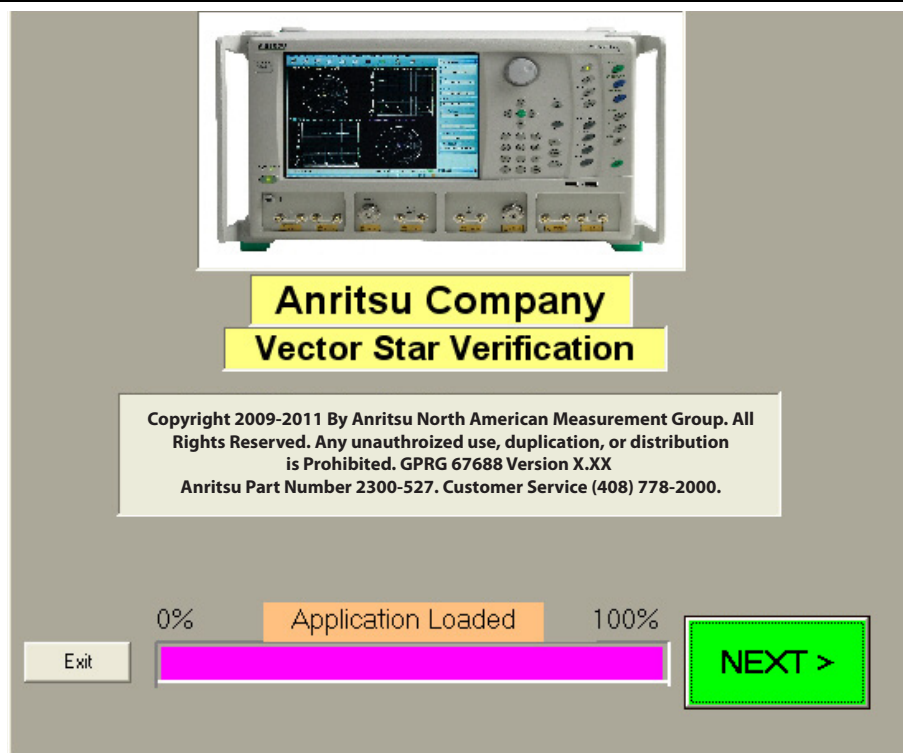 Anritsu Company
Vector Star Verification
Copyright 2009-2011 By Anritsu North American Measurement Group. All
Rights Reserved. Any unauthroized use, duplication, or distribution
is Prohibited. GPRG 67688 Version X.XX
Anritsu Part Number 2300-527. Customer Service (408) 778-2000.
0% Application Loaded 100%
Exit
NEXT >